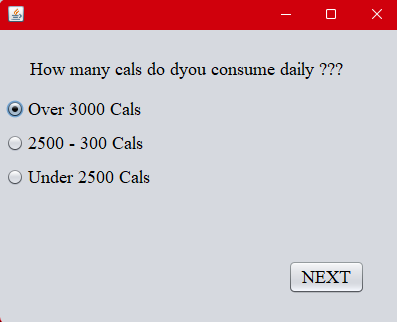 How many cals do dyou consume daily ???
Over 3000 Cals
2500 - 300 Cals
Under 2500 Cals
NEXT